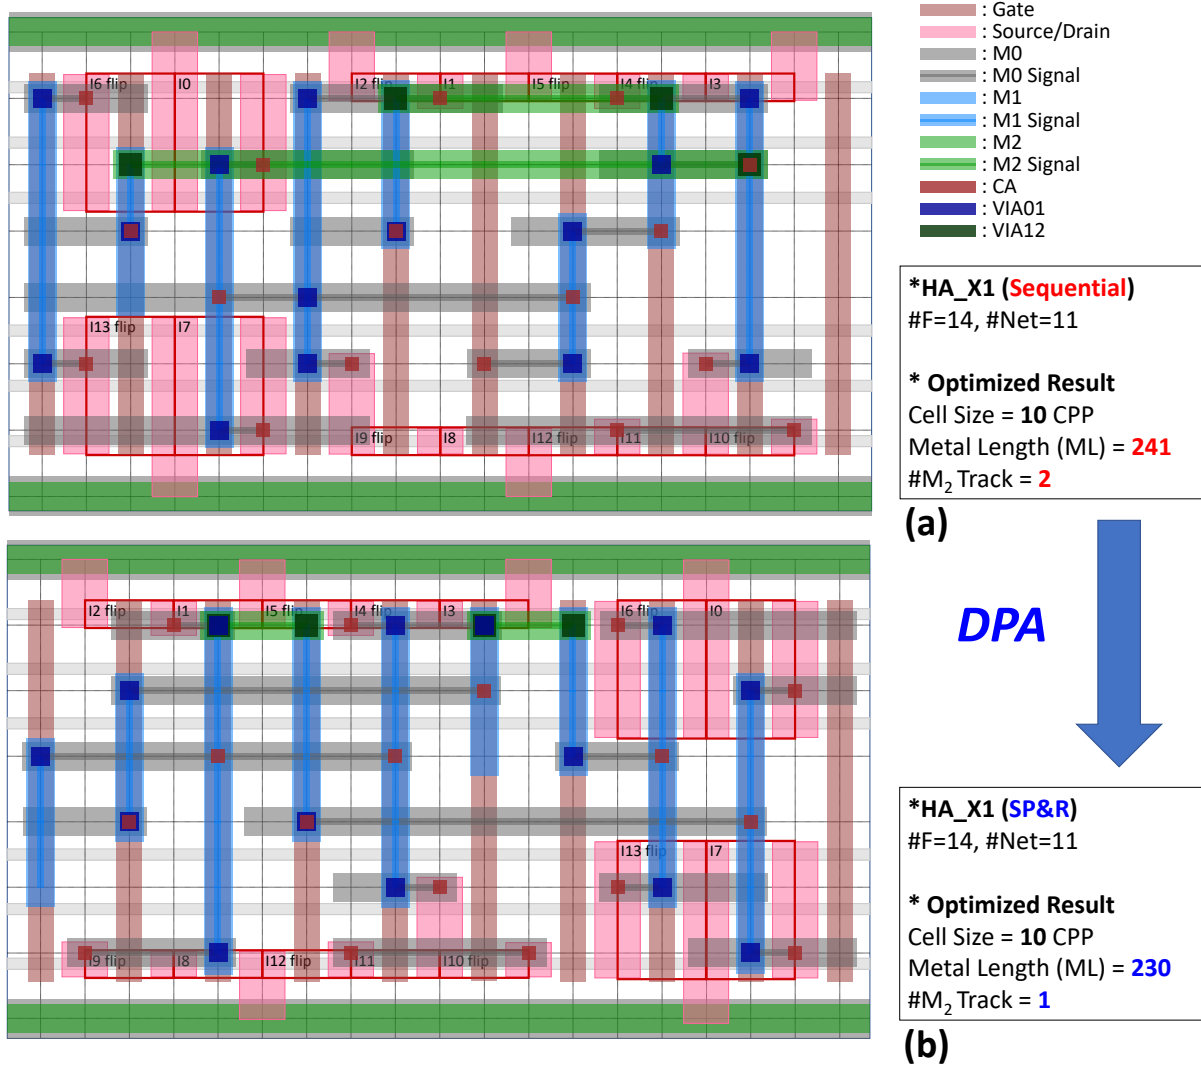 : Gate
: Source/Drain
: M0
: M0 Signal
: M1
: M1 Signal
: M2
: M2 Signal
: CA
: VIA01
: VIA12
I6 flip I0 I2 flip I1 I5 flip I4 flip I3
I13 flip I7
I9 flip I8 I12 flip I11 I10 flip
*HA_X1 (Sequential)
#F=14, #Net=11
* Optimized Result
Cell Size = 10 CPP
Metal Length (ML) = 241
#M2 Track = 2
(a)
DPA
I2 flip I1 I5 flip I4 flip I3 I6 flip I0
I13 flip I7
I9 flip I8 I12 flip I11 I10 flip
*HA_X1 (SP&R)
#F=14, #Net=11
* Optimized Result
Cell Size = 10 CPP
Metal Length (ML) = 230
#M2 Track = 1
(b)